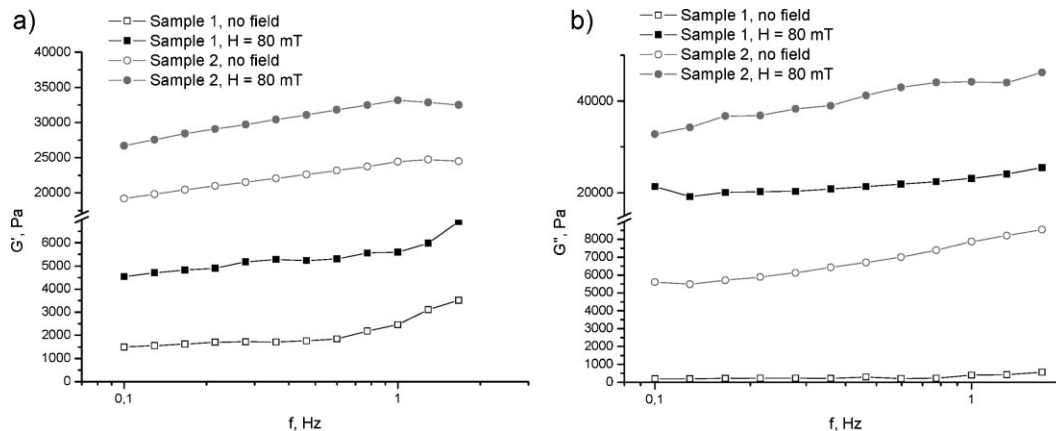 a)
Sample 1, no field
Sample 1, H = 80 mT
Sample 2, no field
Sample 2, H = 80 mT
40000
35000
30000
25000
20000
6000
5000
4000
3000
2000
1000
0
G', Pa
0,1
1
f, Hz
b)
Sample 1, no field
Sample 1, H = 80 mT
Sample 2, no field
Sample 2, H = 80 mT
40000
20000
8000
7000
6000
5000
4000
3000
2500
2000
1500
1000
500
0
G'', Pa
0,1
1
f, Hz